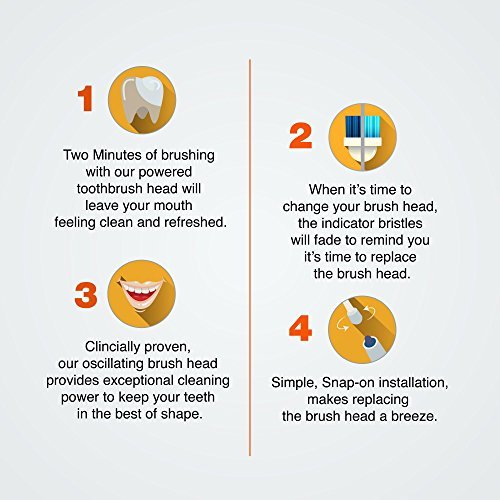 1
Two Minutes of brushing
with our powered
toothbrush head will
leave your mouth
feeling clean and refreshed.
2
When it's time to
change your brush head,
the indicator bristles
will fade to remind you
it's time to replace
the brush head.
3
Clincially proven,
our oscillating brush head
provides exceptional cleaning
power to keep your teeth
in the best of shape.
4
Simple, Snap-on installation,
makes replacing
the brush head a breeze.